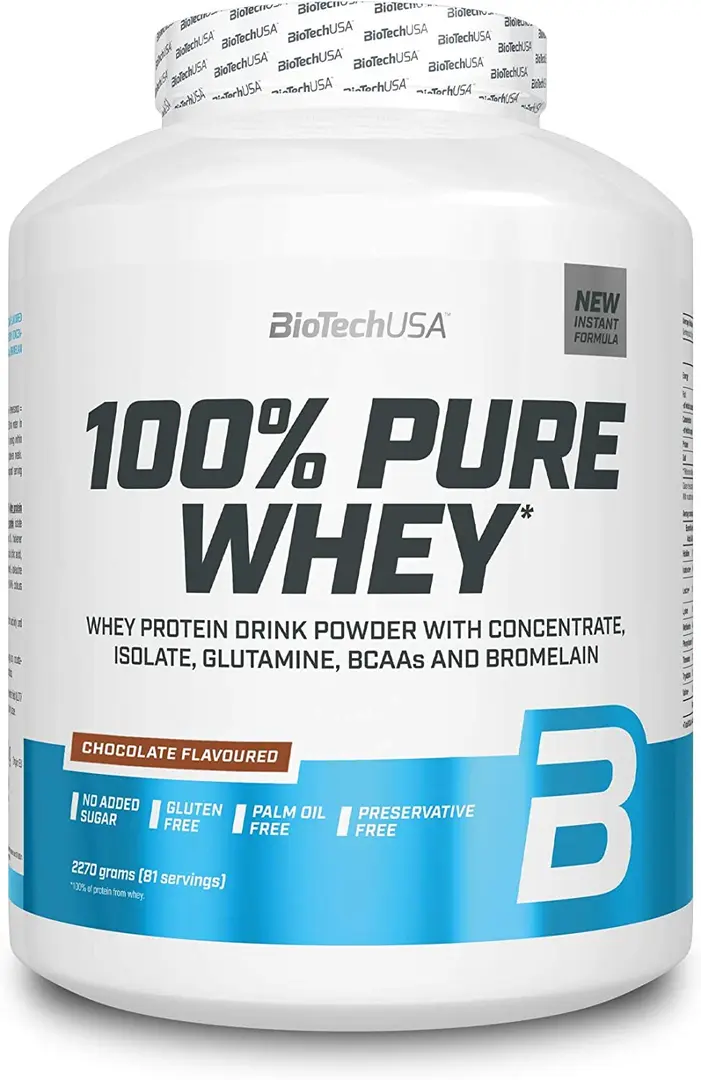 BioTechUSA
BioTechUSA™
NEW
INSTANT
FORMULA
100% PURE
WHEY*
WHEY PROTEIN DRINK POWDER WITH CONCENTRATE,
ISOLATE, GLUTAMINE, BCAAs AND BROMELAIN
CHOCOLATE FLAVOURED
NO ADDED
SUGAR
GLUTEN
FREE
PALM OIL
FREE
PRESERVATIVE
FREE
2270 grams (81 servings)
*100% of protein from whey.
B